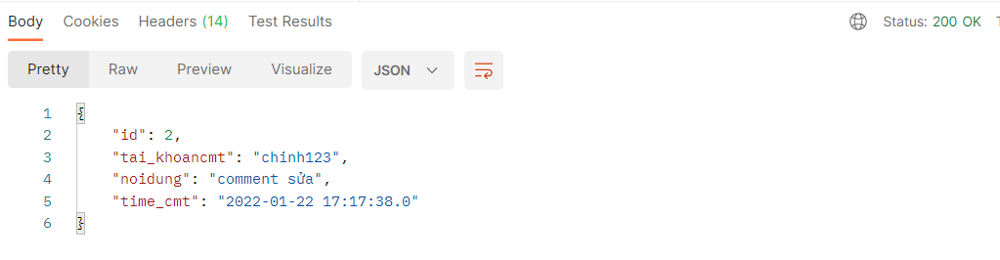 Body Cookies Headers (14) Test Results Status: 200 OK
Pretty Raw Preview Visualize JSON
1 {
2 "id": 2,
3 "tai_khoancmt": "chinh123",
4 "noidung": "comment sửa",
5 "time_cmt": "2022-01-22 17:17:38.0"
6 }